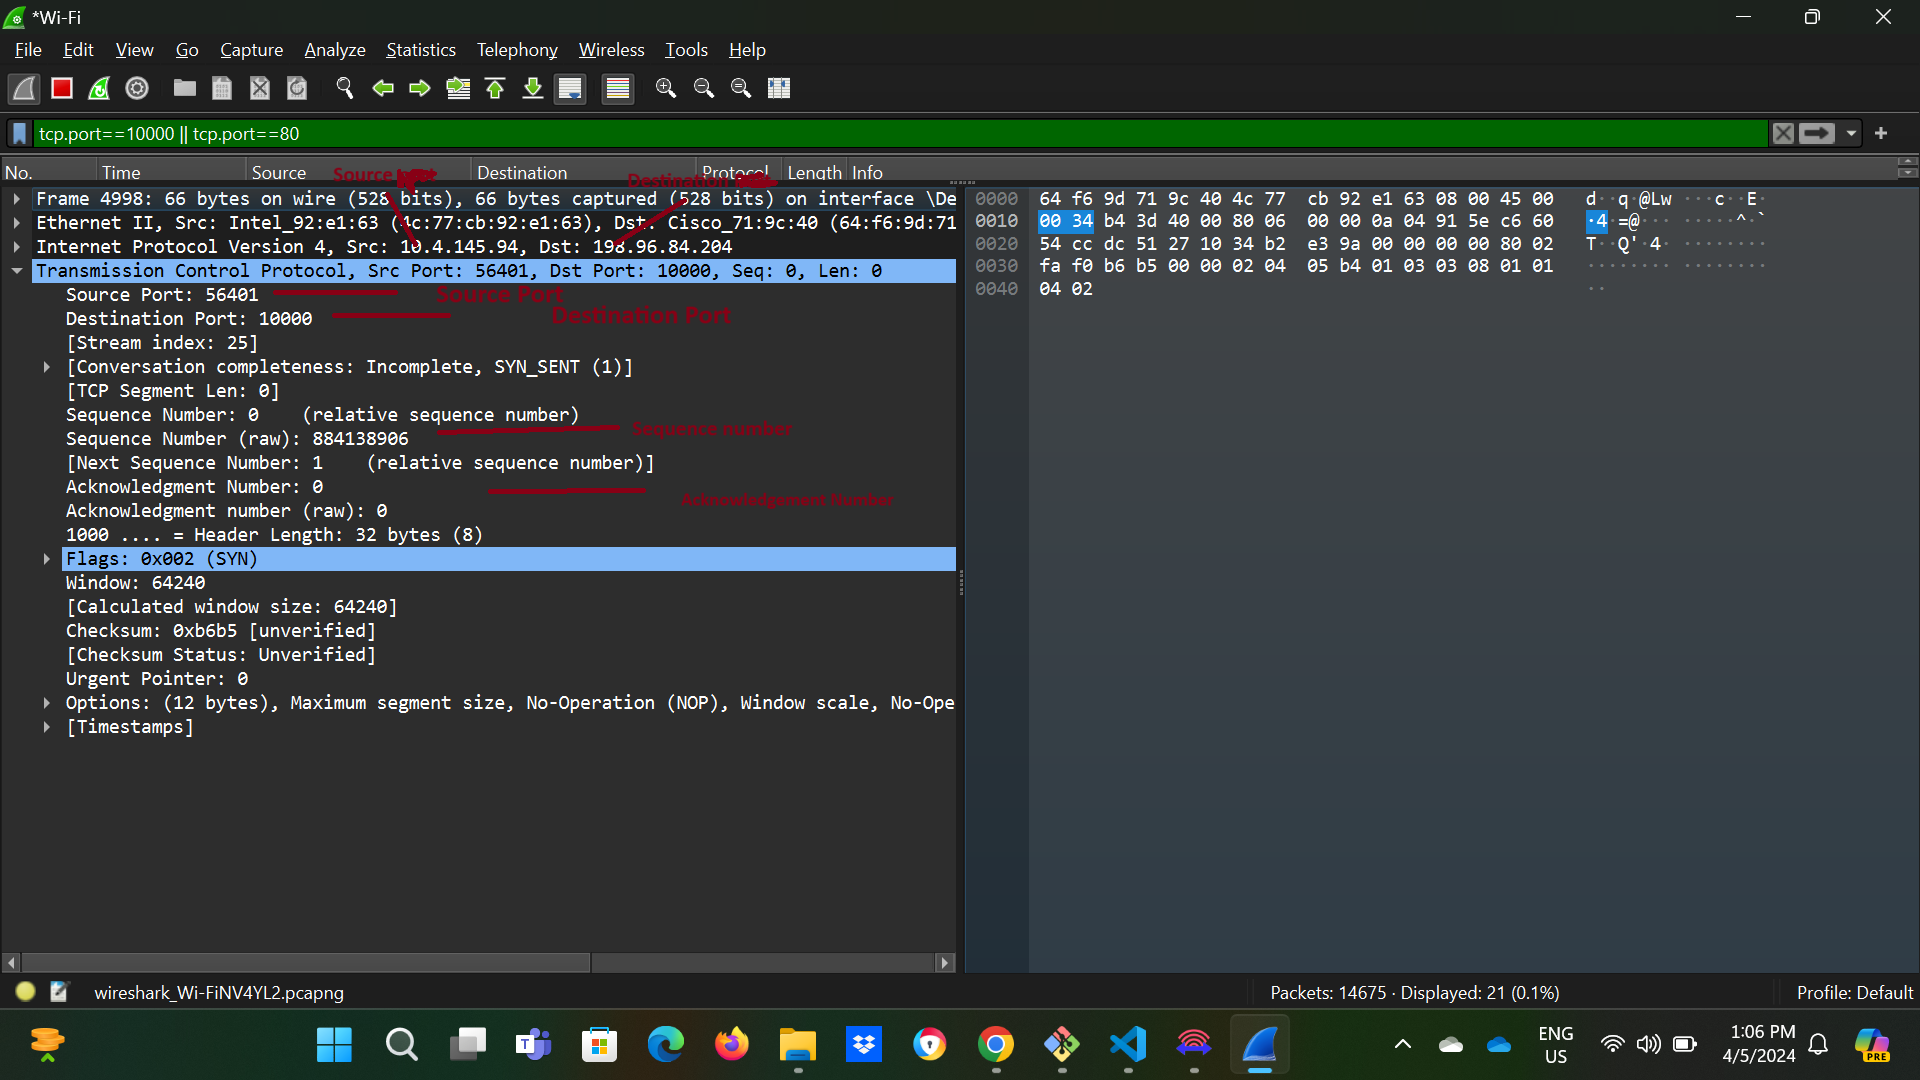 *Wi-Fi
File Edit View Go Capture Analyze Statistics Telephony Wireless Tools Help
tcp.port==10000 || tcp.port==80
No. Time Source Destination Protocol Length Info
Source
Destination
Frame 4998: 66 bytes on wire (528 bits), 66 bytes captured (528 bits) on interface \De
Ethernet II, Src: Intel_92:e1:63 (4c:77:cb:92:e1:63), Dst: Cisco_71:9c:40 (64:f6:9d:71
Internet Protocol Version 4, Src: 10.4.145.94, Dst: 198.96.84.204
Transmission Control Protocol, Src Port: 56401, Dst Port: 10000, Seq: 0, Len: 0
Source Port: 56401
Source Port
Destination Port: 10000
Destination Port
[Stream index: 25]
[Conversation completeness: Incomplete, SYN_SENT (1)]
[TCP Segment Len: 0]
Sequence Number: 0 (relative sequence number)
Sequence number
Sequence Number (raw): 884138906
[Next Sequence Number: 1 (relative sequence number)]
Acknowledgment Number: 0
Acknowledgement Number
Acknowledgment number (raw): 0
1000 .... = Header Length: 32 bytes (8)
Flags: 0x002 (SYN)
Window: 64240
[Calculated window size: 64240]
Checksum: 0xb6b5 [unverified]
[Checksum Status: Unverified]
Urgent Pointer: 0
Options: (12 bytes), Maximum segment size, No-Operation (NOP), Window scale, No-Ope
[Timestamps]
0000 64 f6 9d 71 9c 40 4c 77 cb 92 e1 63 08 00 45 00 d··q·@Lw ···c··E·
0010 00 34 b4 3d 40 00 80 06 00 00 0a 04 91 5e c6 60 ·4·=@··· ·····^·`
0020 54 cc dc 51 27 10 34 b2 e3 9a 00 00 00 00 80 02 T··Q'·4· ········
0030 fa f0 b6 b5 00 00 02 04 05 b4 01 03 03 08 01 01 ········ ········
0040 04 02 ··
wireshark_Wi-FiNV4YL2.pcapng
Packets: 14675 · Displayed: 21 (0.1%)
Profile: Default
ENG
US
1:06 PM
4/5/2024
PRE